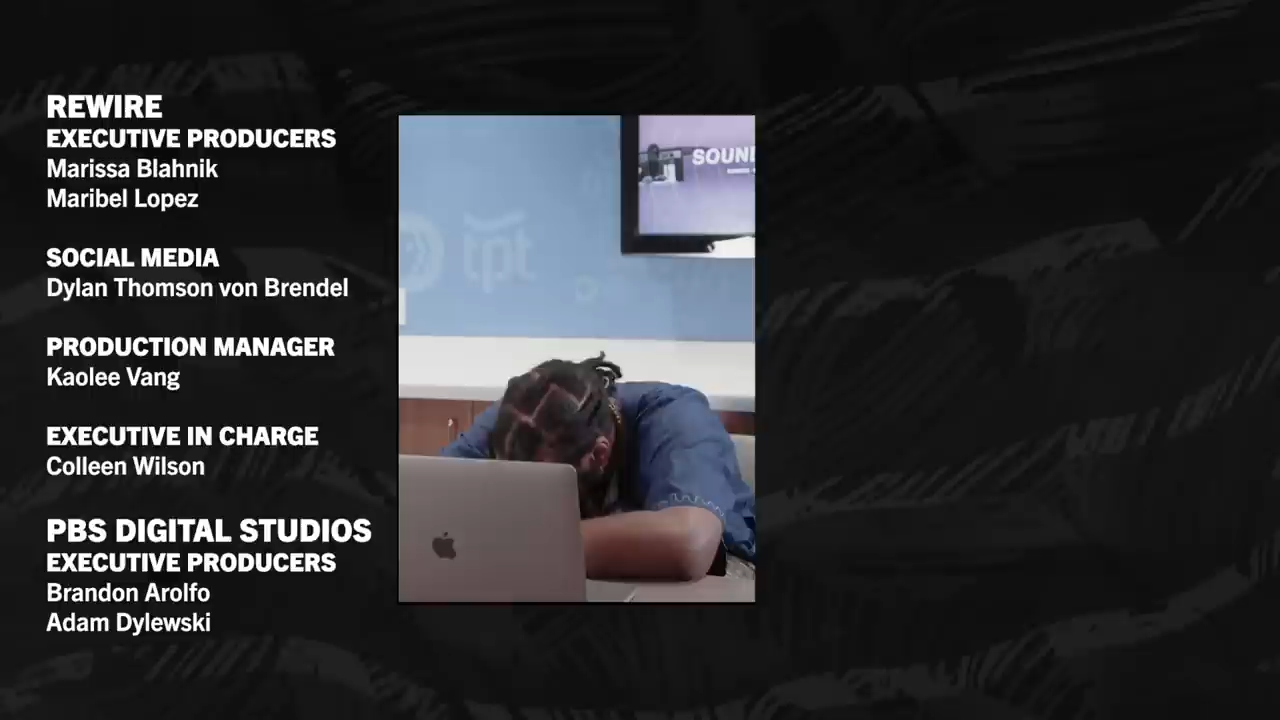 REWIRE
EXECUTIVE PRODUCERS
Marissa Blahnik
Maribel Lopez
SOCIAL MEDIA
Dylan Thomson von Brendel
PRODUCTION MANAGER
Kaolee Vang
EXECUTIVE IN CHARGE
Colleen Wilson
PBS DIGITAL STUDIOS
EXECUTIVE PRODUCERS
Brandon Arolfo
Adam Dylewski
SOUN
tpt